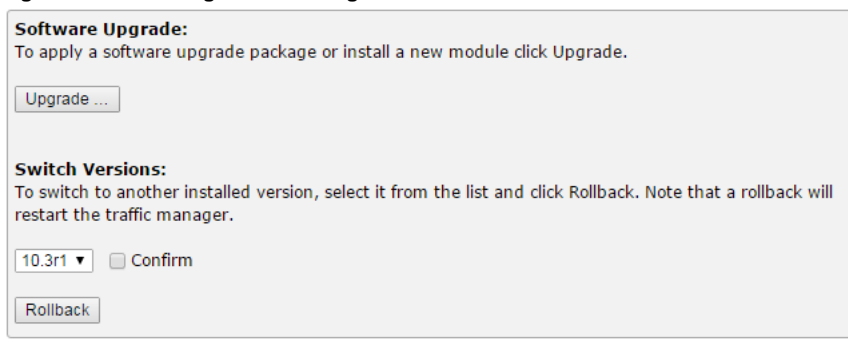 Software Upgrade:
To apply a software upgrade package or install a new module click Upgrade.
Upgrade ...
Switch Versions:
To switch to another installed version, select it from the list and click Rollback. Note that a rollback will
restart the traffic manager.
10.3r1 Confirm
Rollback